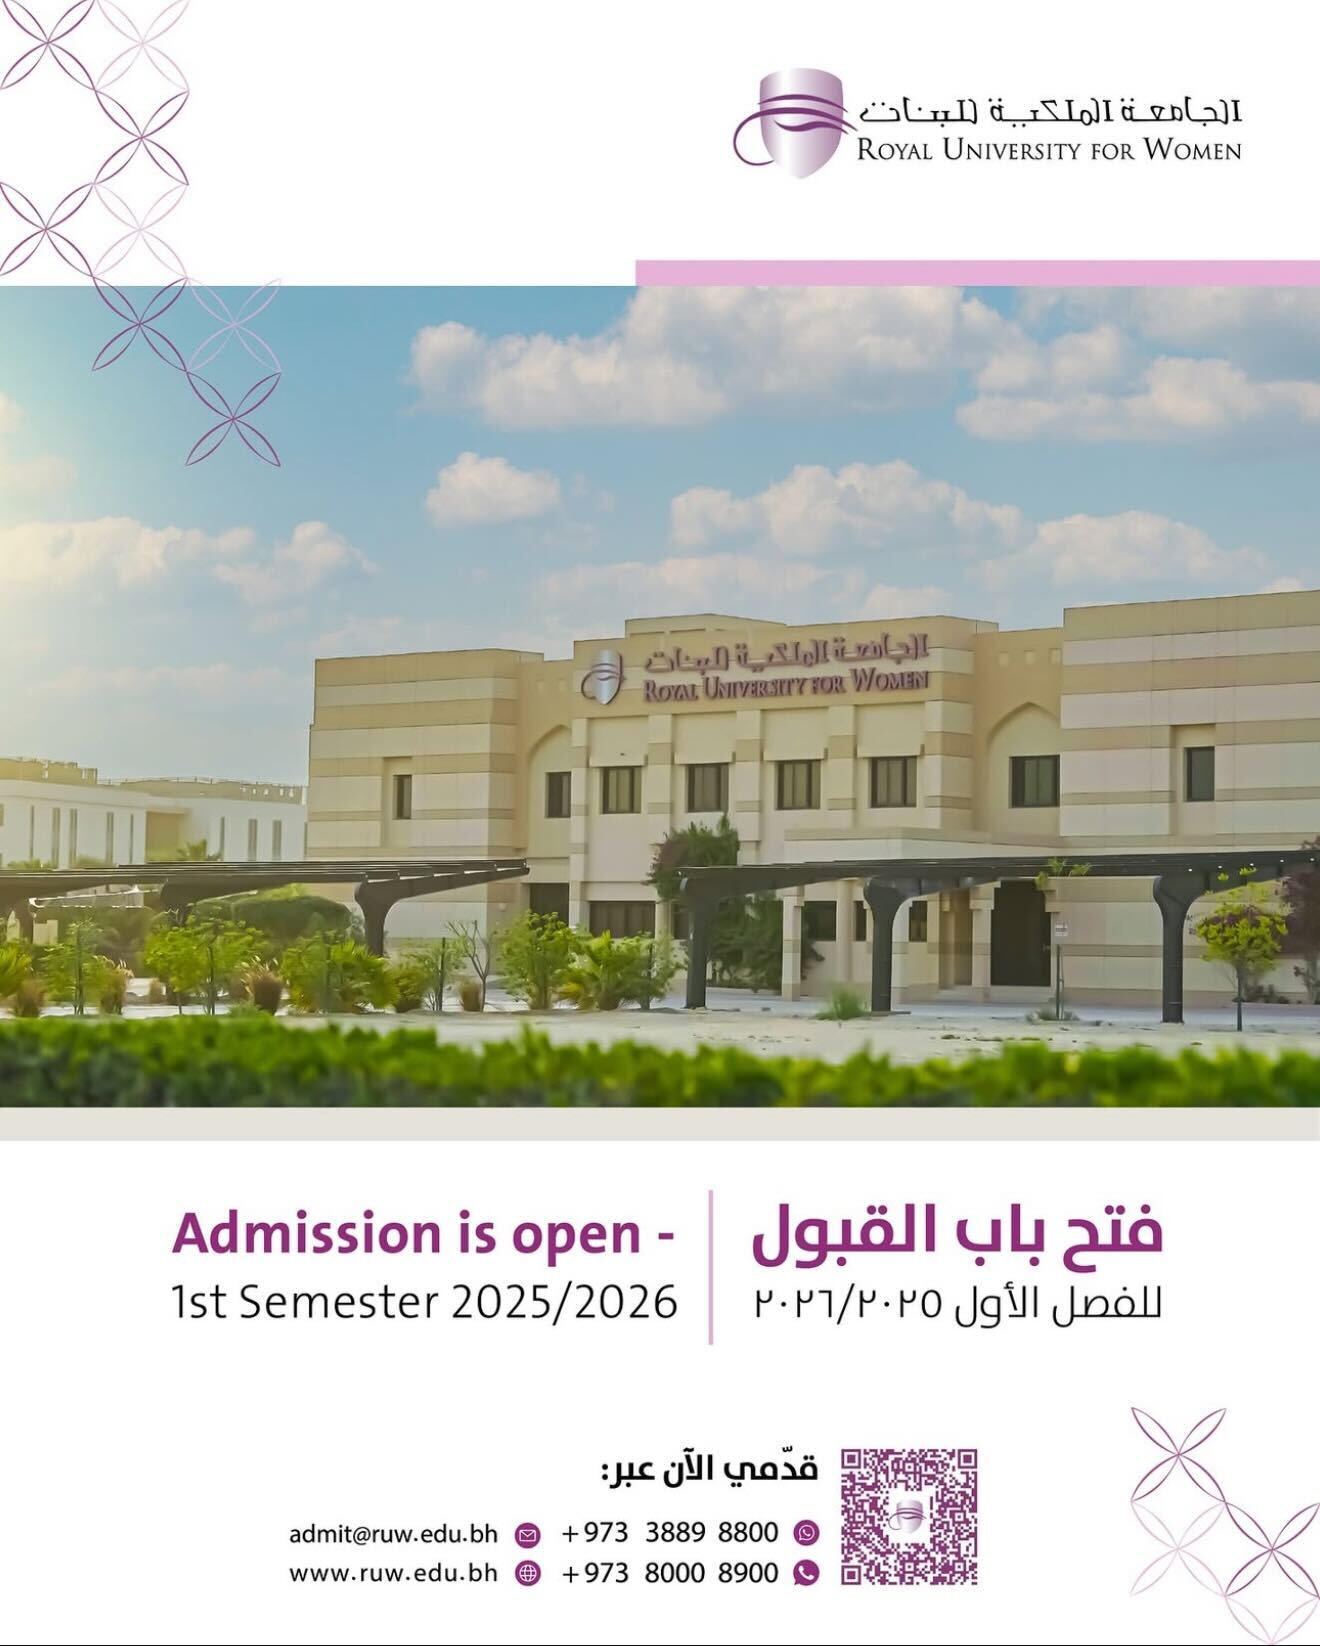 الجامعة الملكية للبنات
ROYAL UNIVERSITY FOR WOMEN
الجامعة الملكية للبنات
ROYAL UNIVERSITY FOR WOMEN
فتح باب القبول
للفصل الأول ٢٠٢٦/٢٠٢٥
Admission is open -
1st Semester 2025/2026
قدّمي الآن عبر:
+973 3889 8800
admit@ruw.edu.bh
+973 8000 8900
www.ruw.edu.bh